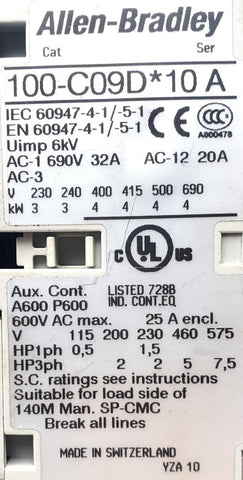 Allen-Bradley
Cat Ser
100-C09D*10 A
IEC 60947-4-1/-5-1
EN 60947-4-1/-5-1
Uimp 6kV
CE CCC
A000478
AC-1 690V 32A AC-12 20A
AC-3
V 230 240 400 415 500 690
kW 3 3 4 4 4 4
C UL US
Aux. Cont. LISTED 728B
A600 P600 IND. CONT.EQ
600V AC max. 25 A encl.
V 115 200 230 460 575
HP1ph 0,5 1,5
HP3ph 2 2 5 7,5
S.C. ratings see instructions
Suitable for load side of
140M Man. SP-CMC
Break all lines
MADE IN SWITZERLAND
YZA 10